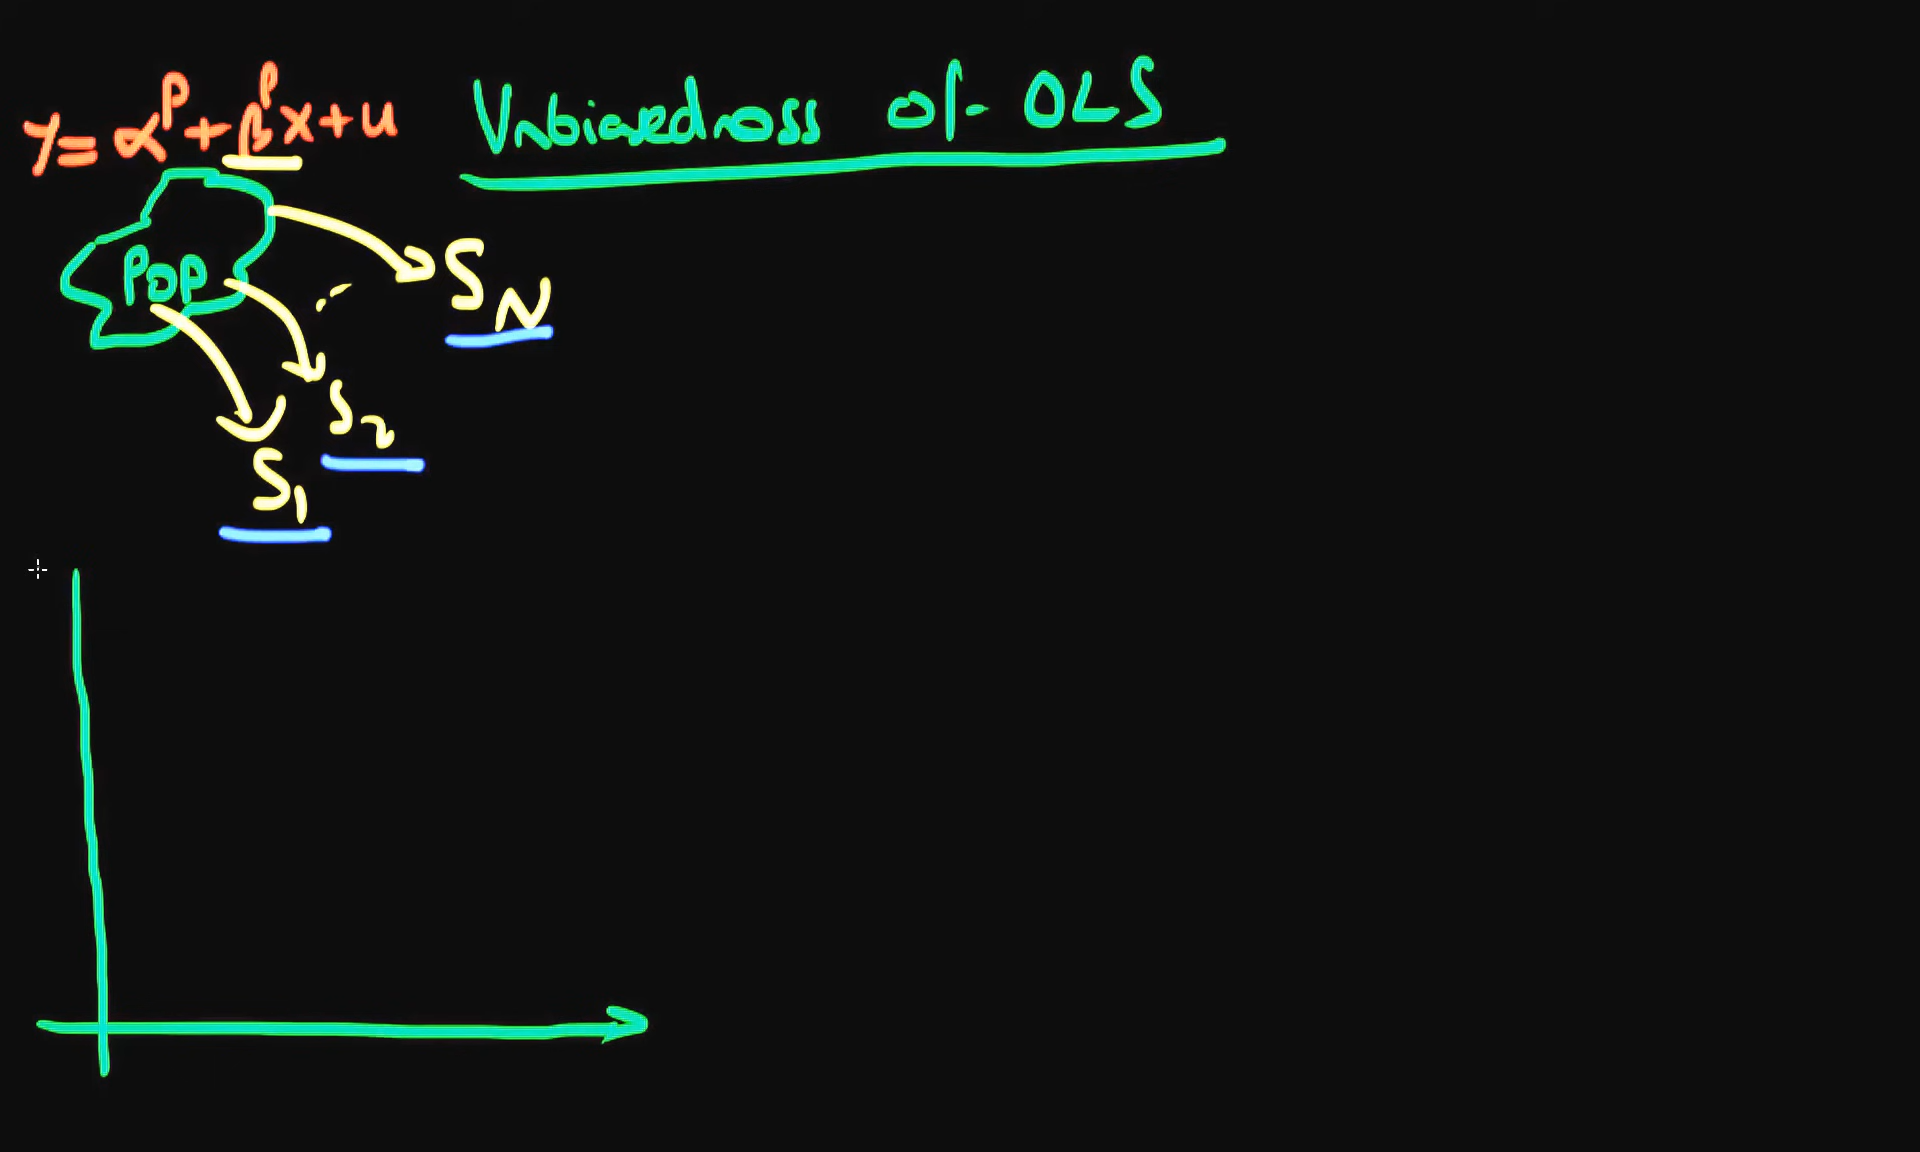 y = α^p + β^p x + u
Unbiasedness of OLS
POP
S_N
S_2
S_1